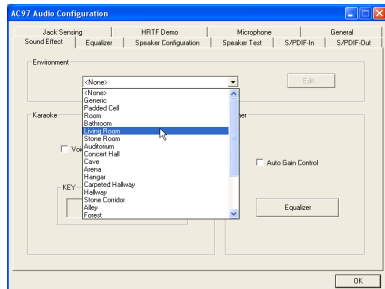 AC97 Audio Configuration
Jack Sensing HRTF Demo Microphone General
Sound Effect Equalizer Speaker Configuration Speaker Test S/PDIF-In S/PDIF-Out
Environment
<None> Edit
<None>
Generic
Padded Cell
Room
Bathroom
Living Room
Stone Room
Auditorium
Concert Hall
Cave
Arena
Hangar
Carpeted Hallway
Hallway
Stone Corridor
Alley
Forest
Karaoke
KEY
Auto Gain Control
Equalizer
OK